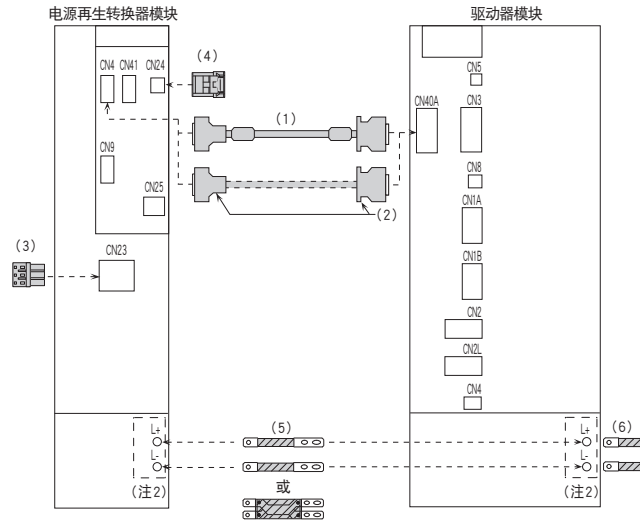 电源再生转换器模块
驱动器模块
CN4
CN41
CN24
(4)
CN9
CN25
(1)
(2)
(3)
CN23
CN5
CN40A
CN3
CN8
CN1A
CN1B
CN2
CN2L
CN4
L+
L-
(注2)
(5)
或
L+
L-
(注2)
(6)